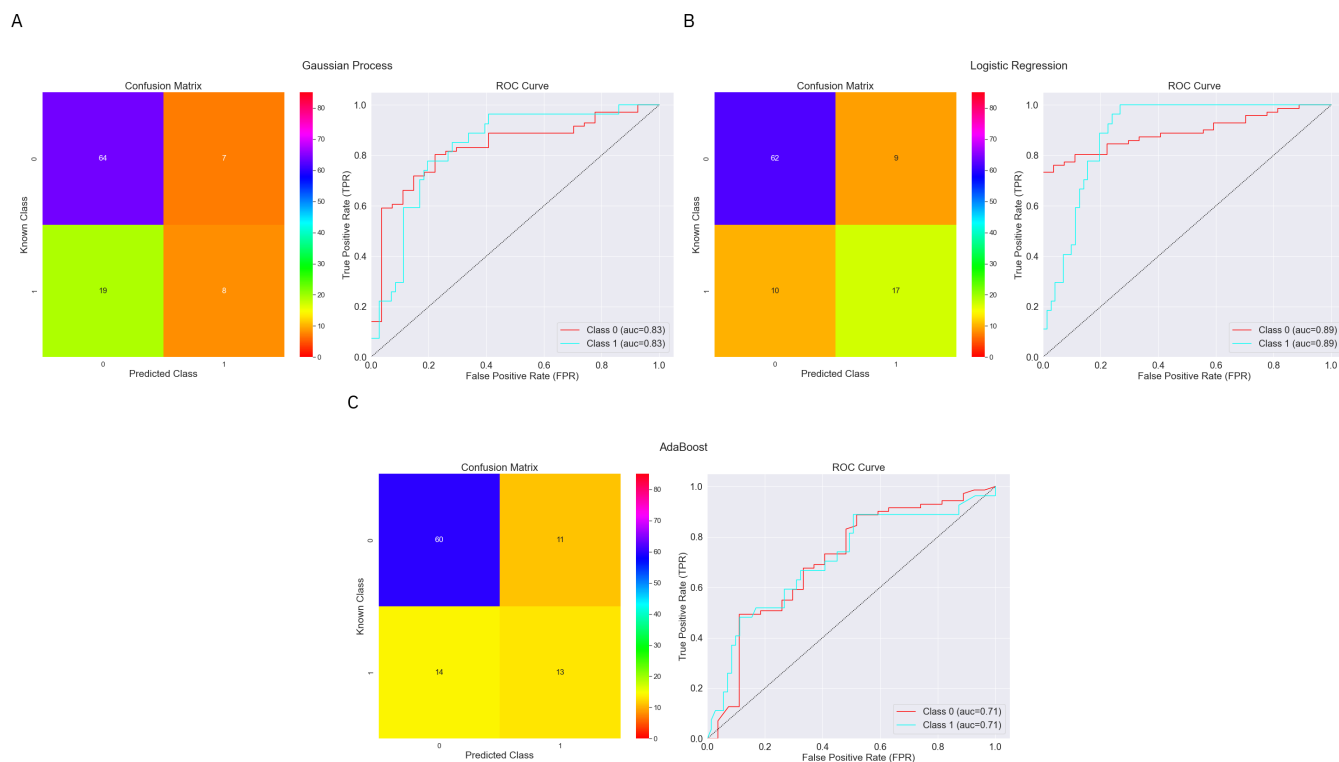 A
Gaussian Process
Confusion Matrix
Known Class
0
1
64
7
19
8
0
1
Predicted Class
80
70
60
50
40
30
20
10
0
ROC Curve
True Positive Rate (TPR)
1.0
0.8
0.6
0.4
0.2
0.0
0.0 0.2 0.4 0.6 0.8 1.0
False Positive Rate (FPR)
Class 0 (auc=0.83)
Class 1 (auc=0.83)
B
Logistic Regression
Confusion Matrix
Known Class
0
1
62
9
10
17
0
1
Predicted Class
80
70
60
50
40
30
20
10
0
ROC Curve
True Positive Rate (TPR)
1.0
0.8
0.6
0.4
0.2
0.0
0.0 0.2 0.4 0.6 0.8 1.0
False Positive Rate (FPR)
Class 0 (auc=0.89)
Class 1 (auc=0.89)
C
AdaBoost
Confusion Matrix
Known Class
0
1
60
11
14
13
0
1
Predicted Class
80
70
60
50
40
30
20
10
0
ROC Curve
True Positive Rate (TPR)
1.0
0.8
0.6
0.4
0.2
0.0
0.0 0.2 0.4 0.6 0.8 1.0
False Positive Rate (FPR)
Class 0 (auc=0.71)
Class 1 (auc=0.71)